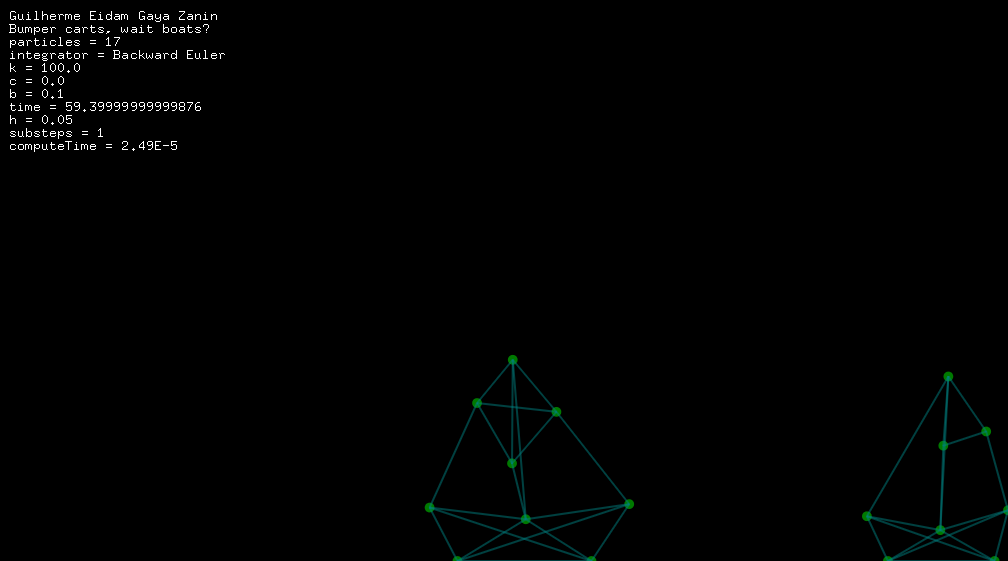 Guilherme Eidam Gaya Zanin
Bumper carts, wait boats?
particles = 17
integrator = Backward Euler
k = 100.0
c = 0.0
b = 0.1
time = 59.39999999999876
h = 0.05
substeps = 1
computeTime = 2.49E-5